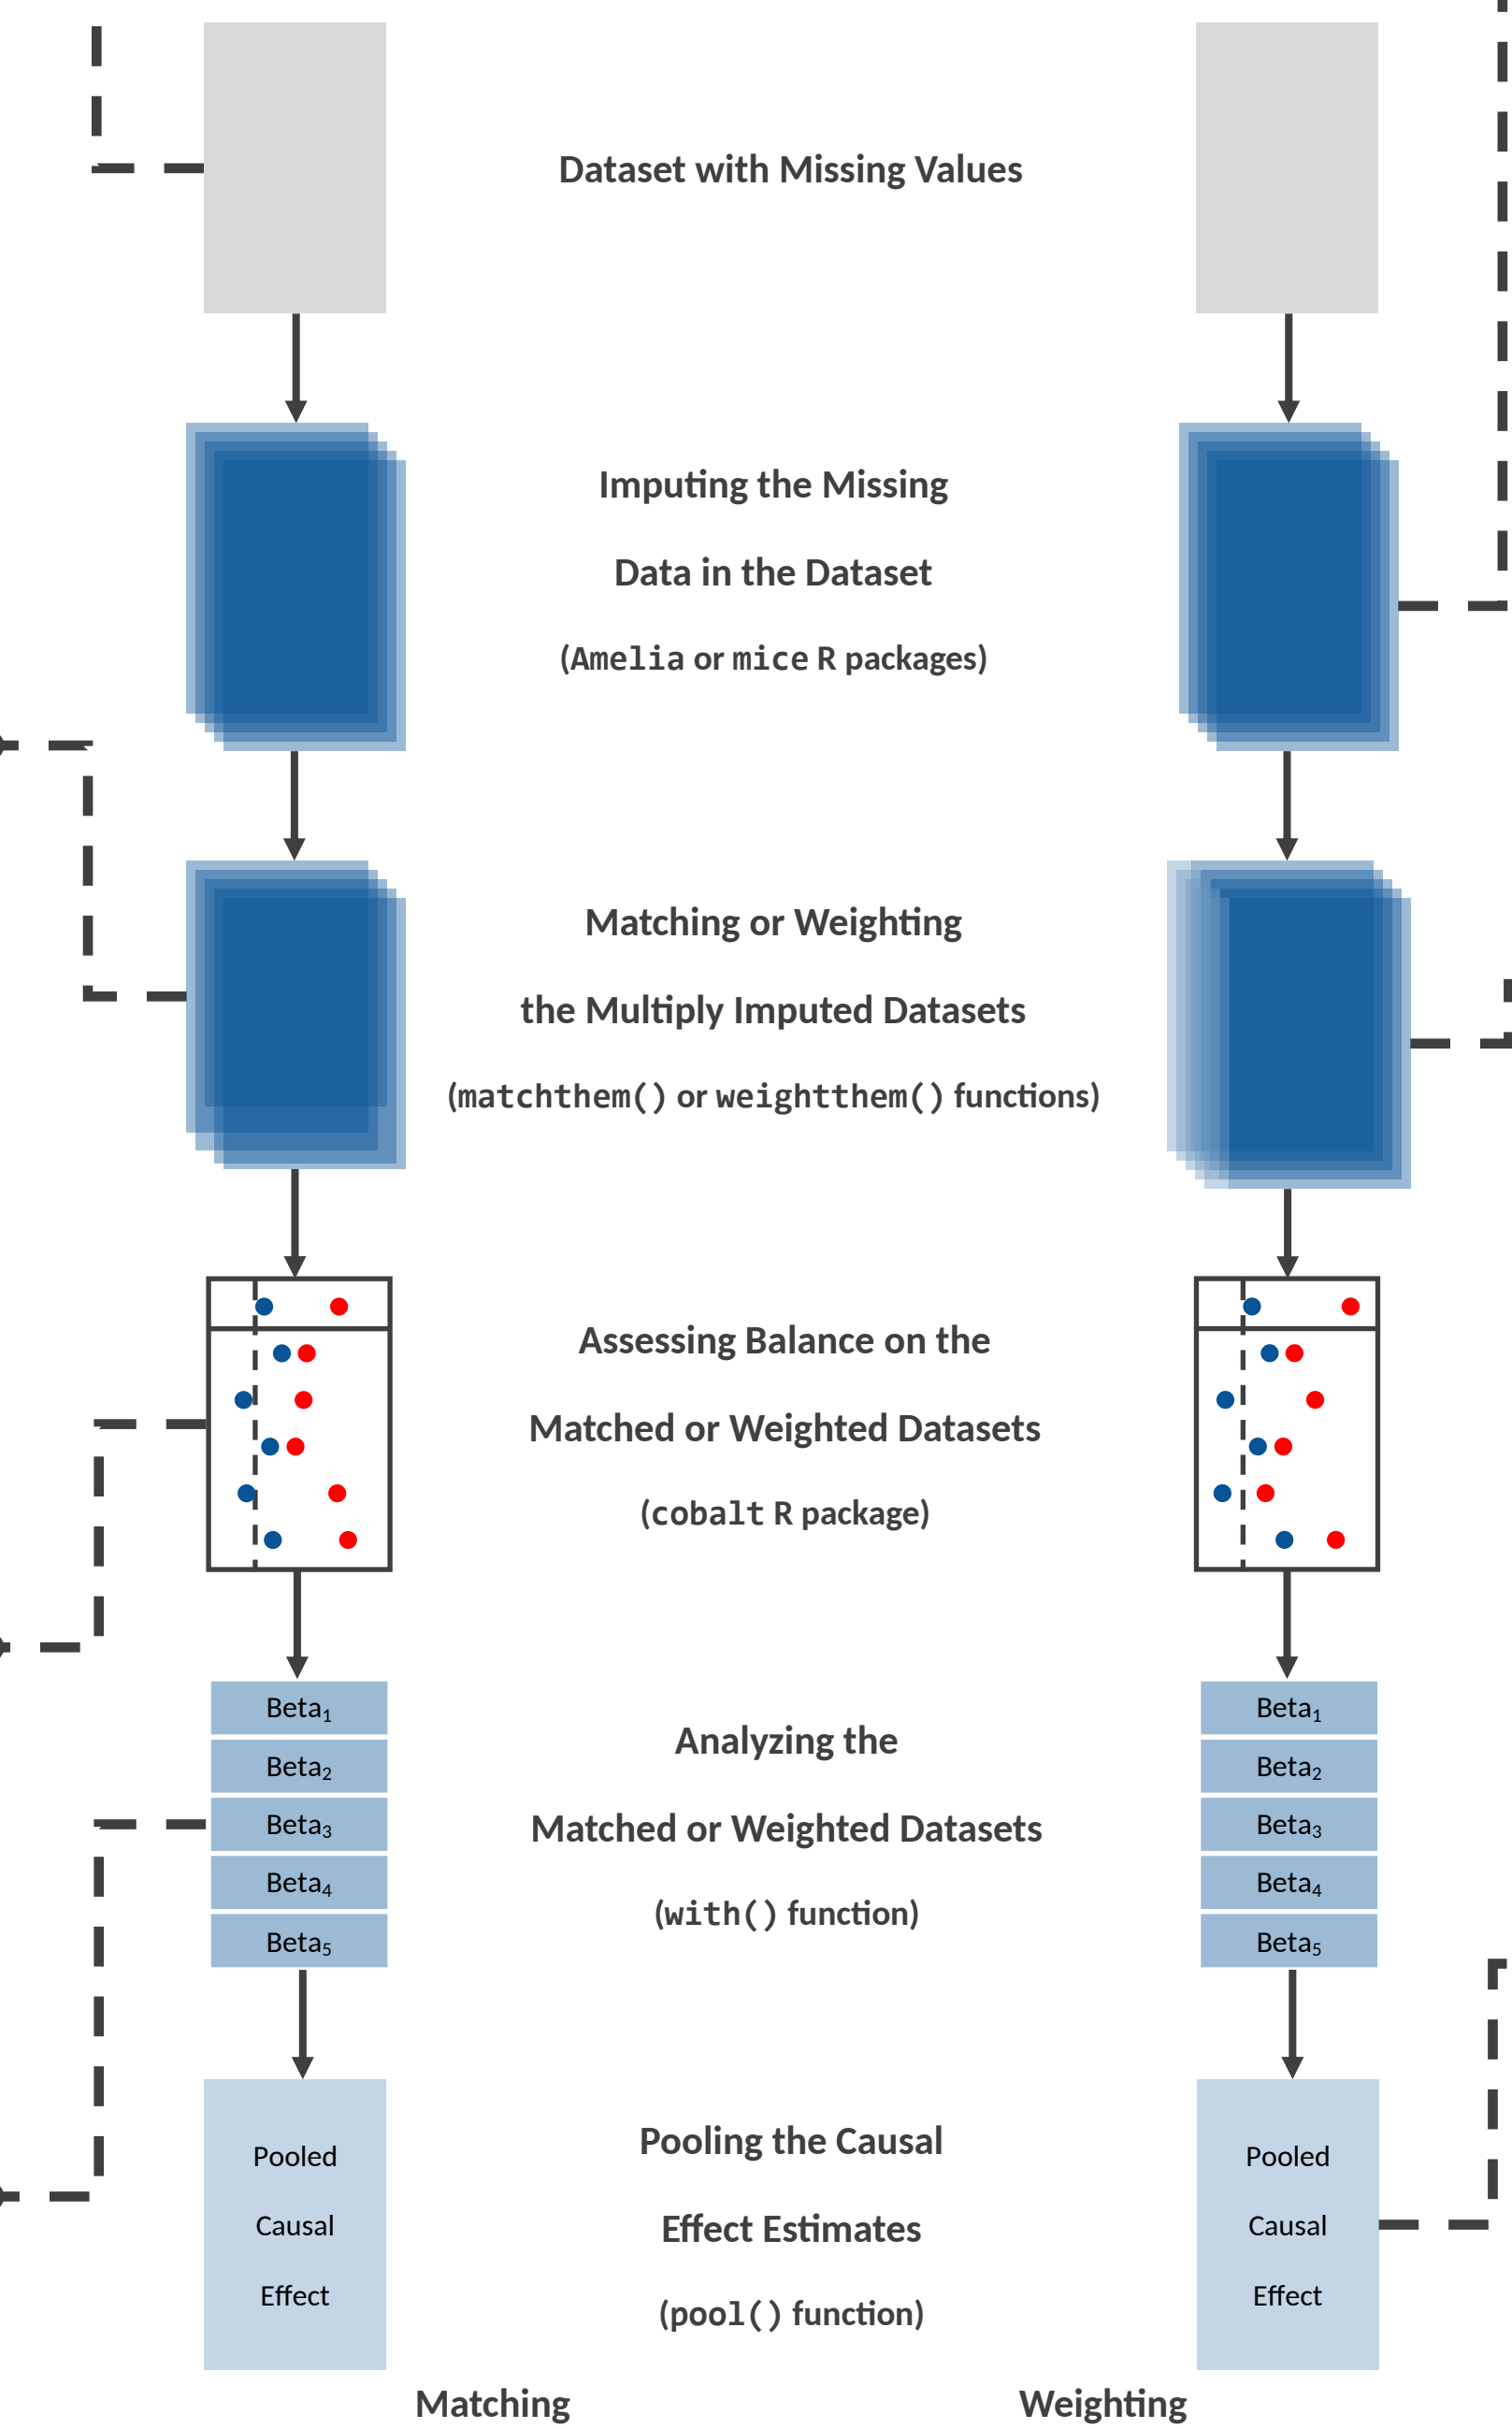 Dataset with Missing Values
Imputing the Missing
Data in the Dataset
(Amelia or mice R packages)
Matching or Weighting
the Multiply Imputed Datasets
(matchthem() or weightthem() functions)
Assessing Balance on the
Matched or Weighted Datasets
(cobalt R package)
Beta₁
Beta₂
Beta₃
Beta₄
Beta₅
Analyzing the
Matched or Weighted Datasets
(with() function)
Beta₁
Beta₂
Beta₃
Beta₄
Beta₅
Pooled
Causal
Effect
Pooling the Causal
Effect Estimates
(pool() function)
Pooled
Causal
Effect
Matching
Weighting